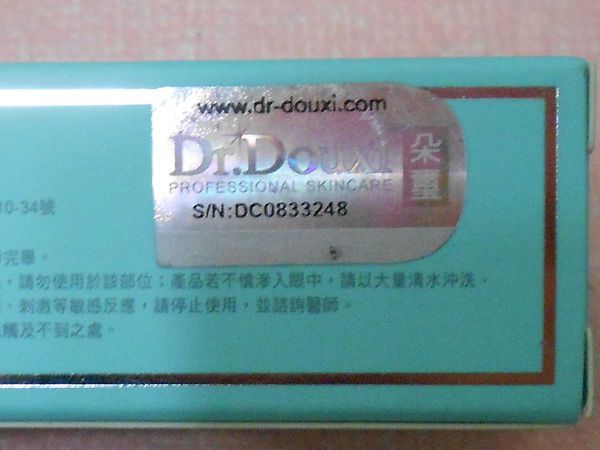 www.dr-douxi.com
Dr.Douxi 朵璽
PROFESSIONAL SKINCARE
S/N:DC0833248
0-34號
完畢。
，請勿使用於該部位；產品若不慎滲入眼中，請以大量清水沖洗。
、刺激等敏感反應，請停止使用，並諮詢醫師。
觸及不到之處。